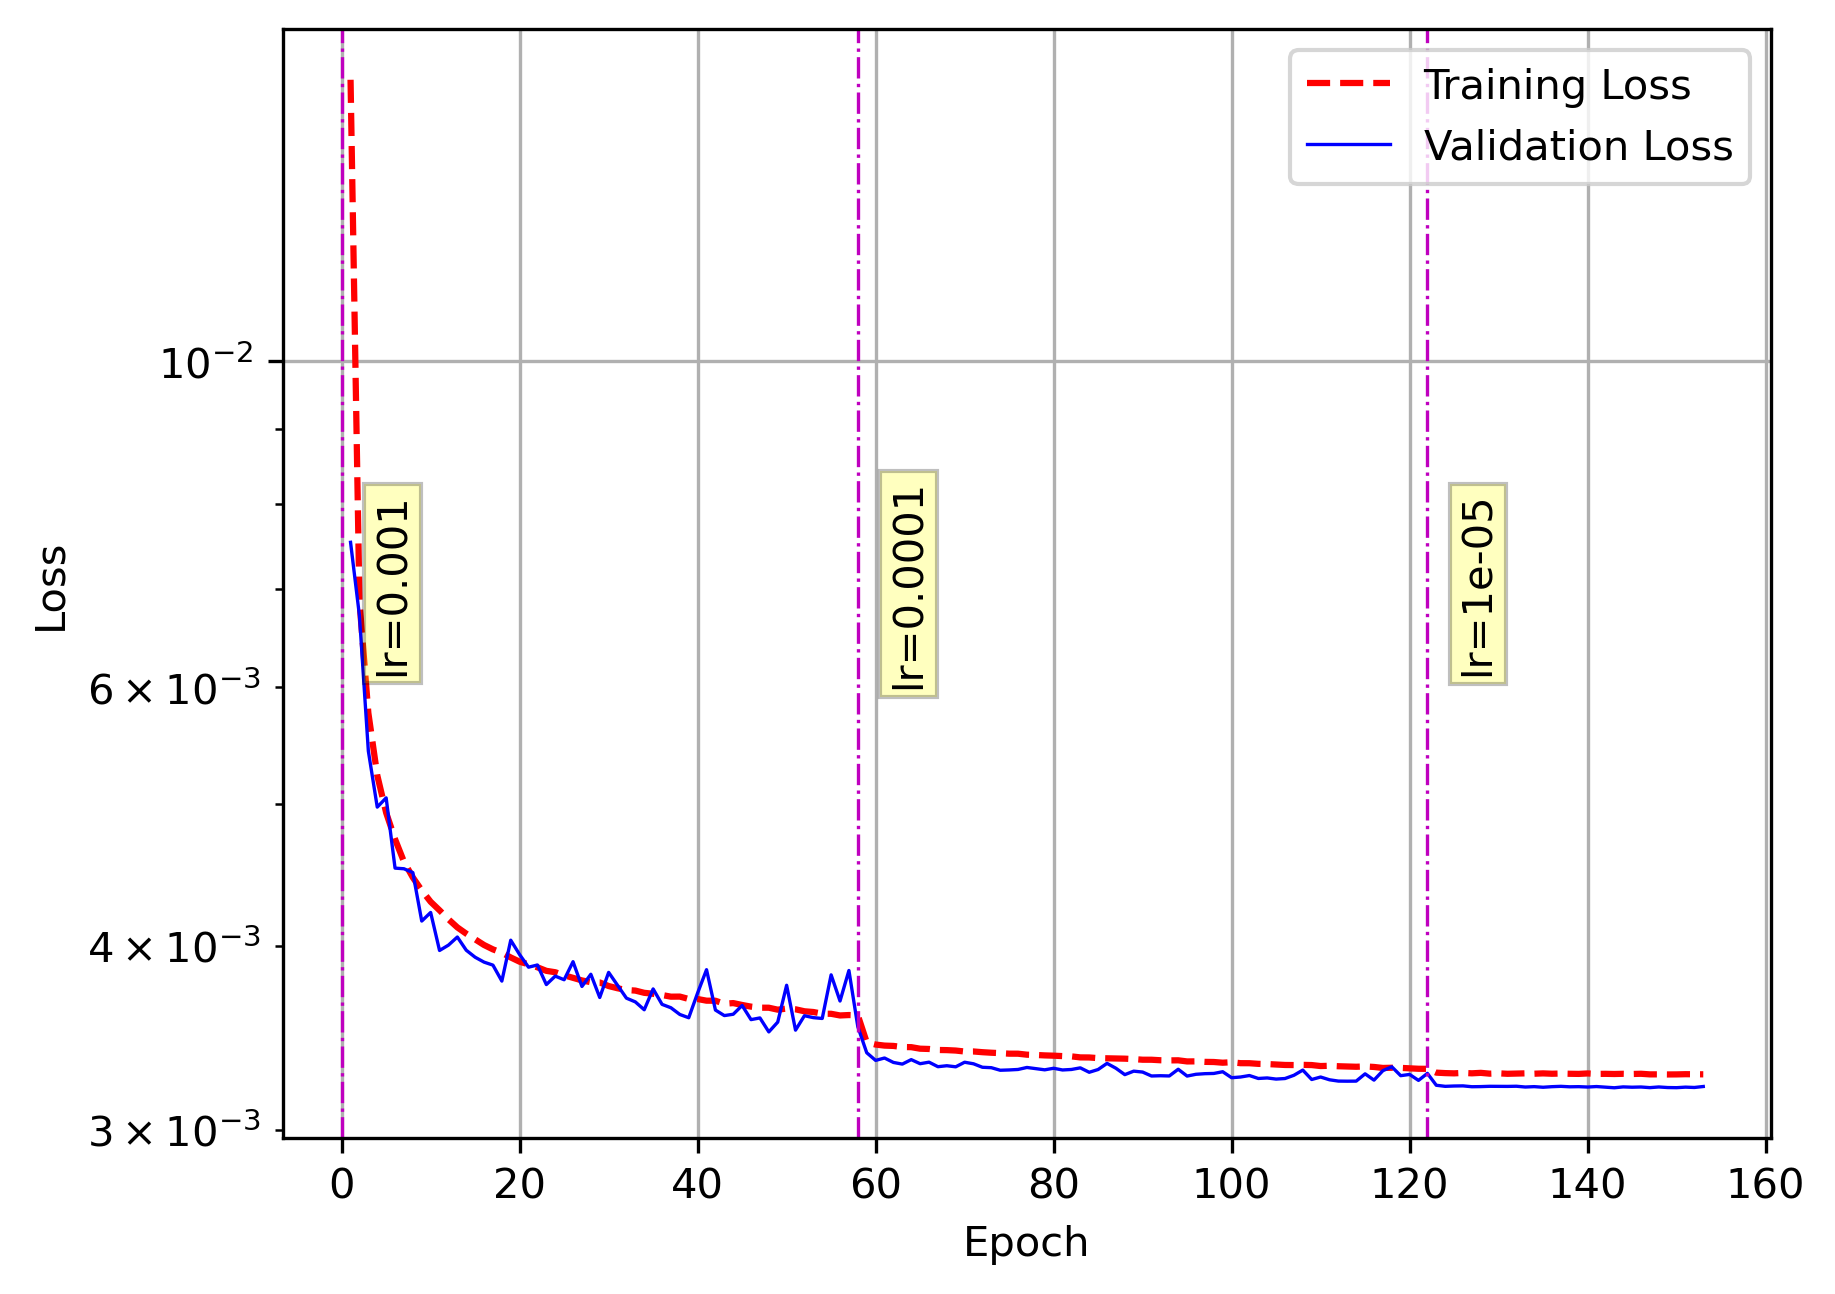 Training Loss
Validation Loss
10⁻²
6 × 10⁻³
4 × 10⁻³
3 × 10⁻³
Loss
lr=0.001
lr=0.0001
lr=1e-05
0 20 40 60 80 100 120 140 160
Epoch